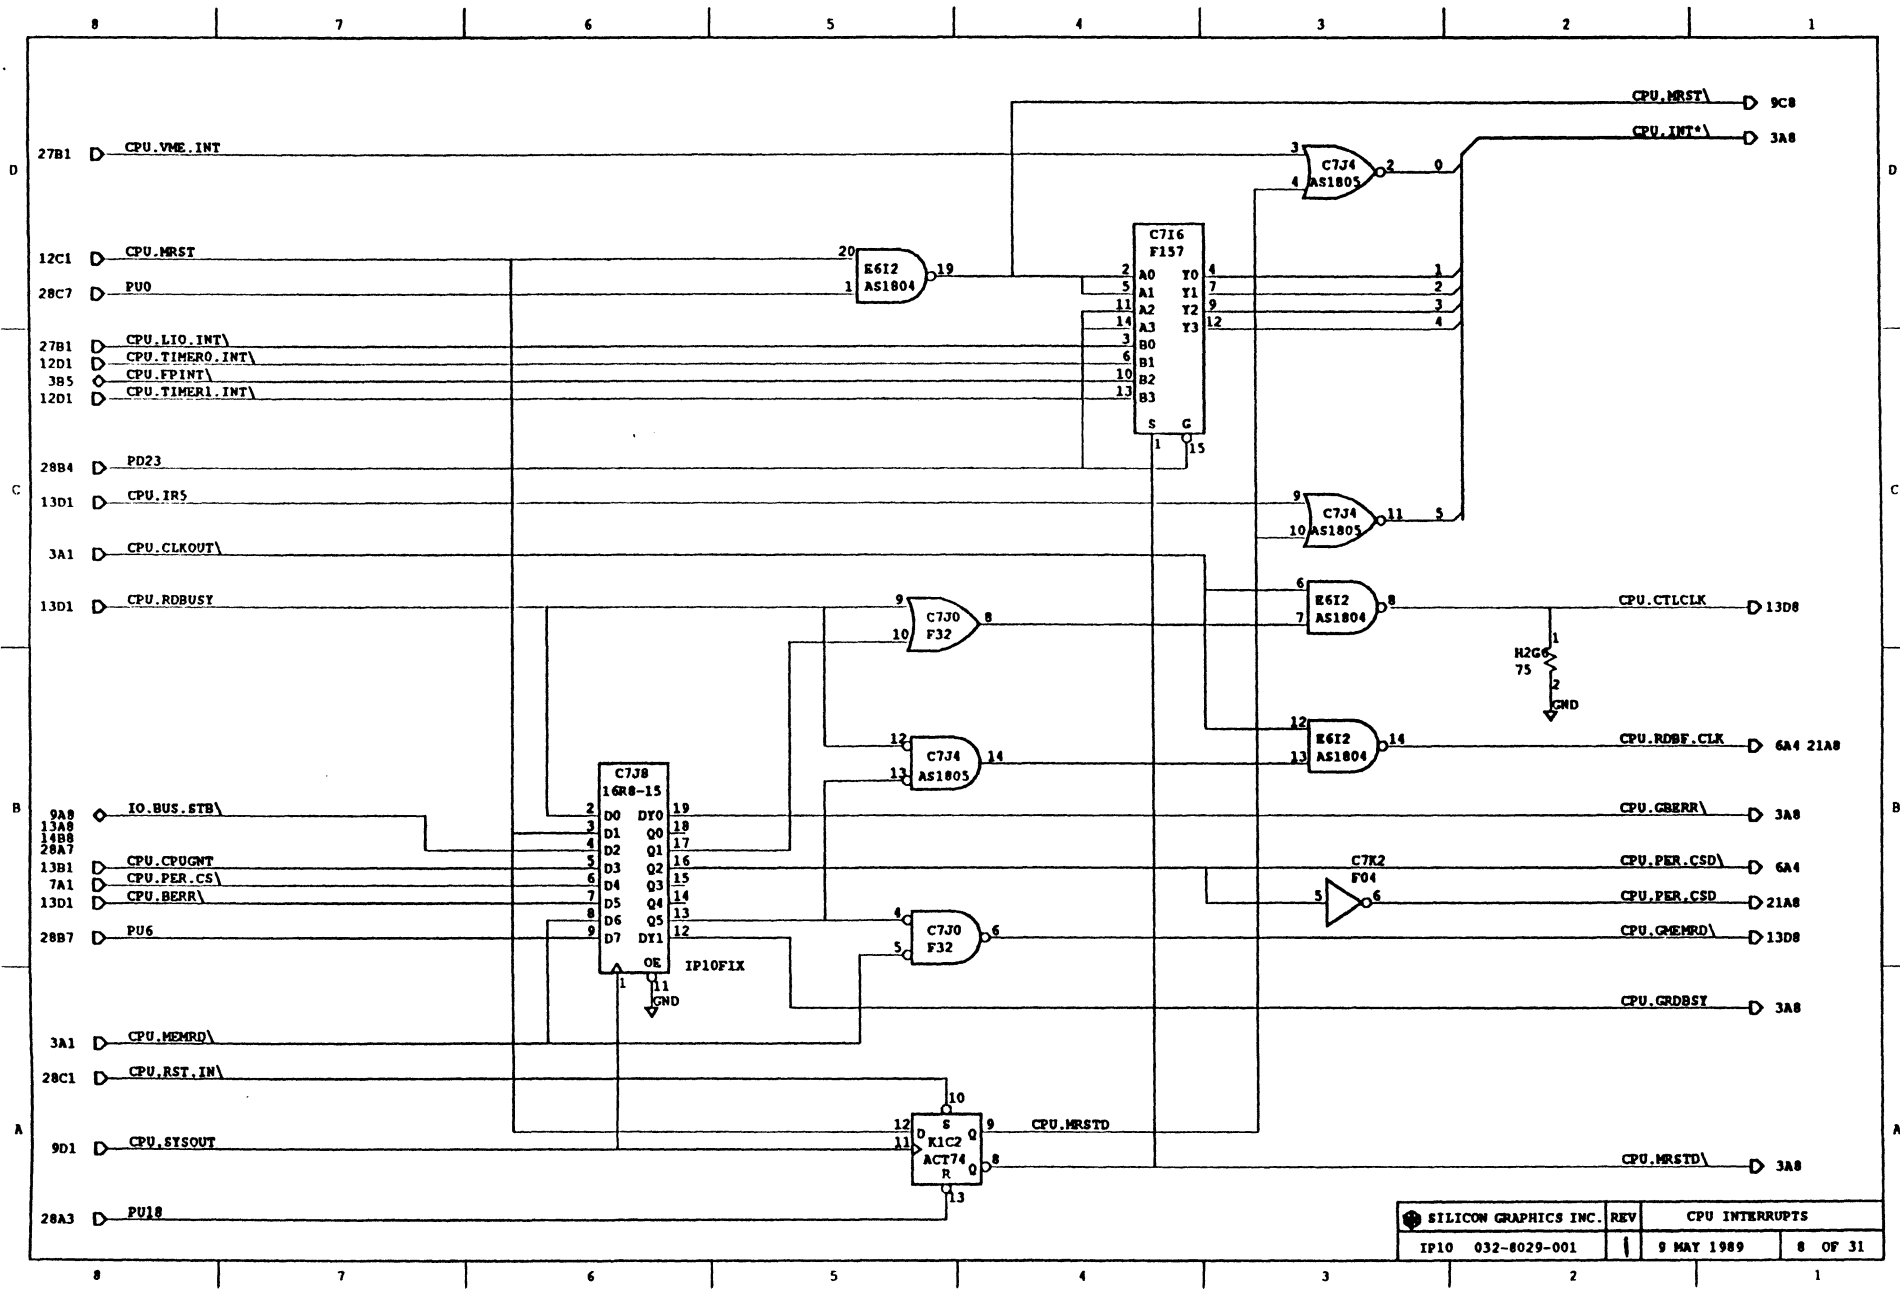 8 7 6 5 4 3 2 1
CPU.MRST\ 9C8
CPU.INT*\ 3A8
27B1 CPU.VME.INT 3 C7J4 2 0
D 4 AS1805 D
C7I6
F157
12C1 CPU.MRST 20 E6I2 19 2 A0 Y0 4 1
28C7 PU0 1 AS1804 5 A1 Y1 7 2
11 A2 Y2 9 3
14 A3 Y3 12 4
27B1 CPU.LIO.INT\ 3 B0
12D1 CPU.TIMER0.INT\ 6 B1
3B5 CPU.FPINT\ 10 B2
12D1 CPU.TIMER1.INT\ 13 B3
S G
1 15
28B4 PD23
C C
13D1 CPU.IR5 9 C7J4 11 5
10 AS1805
3A1 CPU.CLKOUT\
13D1 CPU.RDBUSY 9 C7J0 8 6 E6I2 8 CPU.CTLCLK 13D8
10 F32 7 AS1804
1
H2G6
75
2
GND
12 C7J4 14 12 E6I2 14 CPU.RDBF.CLK 6A4 21A8
13 AS1805 13 AS1804
C7J8
16R8-15
B B
9A8 IO.BUS.STB\ 2 D0 DY0 19 CPU.GBERR\ 3A8
13A8 3 D1 Q0 18
14B8
28A7 4 D2 Q1 17
13B1 CPU.CPUGNT 5 D3 Q2 16 C7K2 CPU.PER.CSD\ 6A4
7A1 CPU.PER.CS\ 6 D4 Q3 15 F04
13D1 CPU.BERR\ 7 D5 Q4 14 5 6 CPU.PER.CSD 21A8
8 D6 Q5 13 4 C7J0 6
28B7 PU6 9 D7 DY1 12 5 F32 CPU.GMEMRD\ 13D8
OE IP10FIX
1 11
GND
CPU.GRDBSY 3A8
3A1 CPU.MEMRD\
28C1 CPU.RST.IN\
10
A 12 D S Q 9 CPU.MRSTD A
9D1 CPU.SYSOUT 11 K1C2
ACT74 Q 8 CPU.MRSTD\ 3A8
R
13
28A3 PU18
SILICON GRAPHICS INC. REV CPU INTERRUPTS
IP10 032-8029-001 1 9 MAY 1989 8 OF 31
8 7 6 5 4 3 2 1